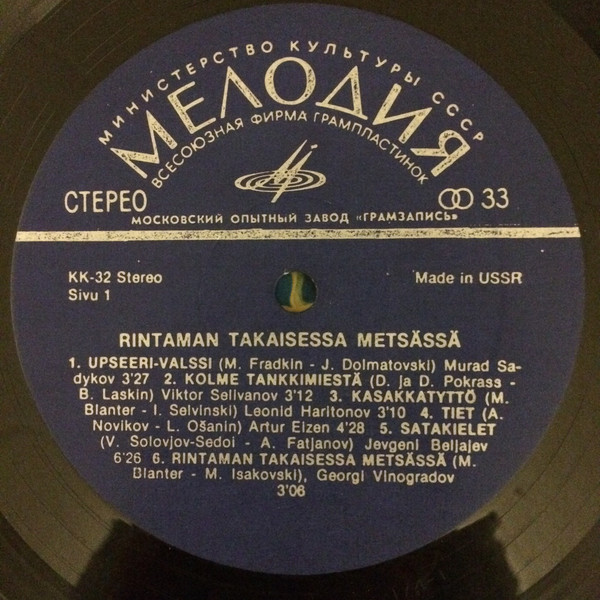 МИНИСТЕРСТВО КУЛЬТУРЫ СССР
МЕЛОДИЯ
ВСЕСОЮЗНАЯ ФИРМА ГРАМПЛАСТИНОК
СТЕРЕО 33
МОСКОВСКИЙ ОПЫТНЫЙ ЗАВОД «ГРАМЗАПИСЬ»
KK-32 Stereo Made in USSR
Sivu 1
RINTAMAN TAKAISESSA METSÄSSÄ
1. UPSEERI-VALSSI (M. Fradkin - J. Dolmatovski) Murad Sa-
dykov 3'27 2. KOLME TANKKIMIESTÄ (D. ja D. Pokrass -
B. Laskin) Viktor Selivanov 3'12 3. KASAKKATYTTÖ (M.
Blanter - I. Selvinski) Leonid Haritonov 3'10 4. TIET (A.
Novikov - L. Ošanin) Artur Eizen 4'28 5. SATAKIELET
(V. Solovjov-Sedoi - A. Fatjanov) Jevgeni Beljajev
6'26 6. RINTAMAN TAKAISESSA METSÄSSÄ (M.
Blanter - M. Isakovski), Georgi Vinogradov
3'06